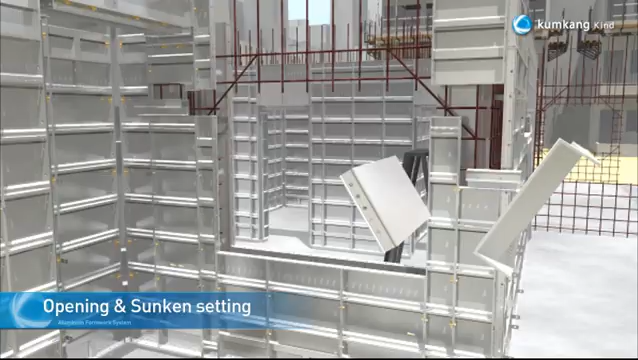 kumkang Kind
Opening & Sunken setting
Aluminum Formwork System